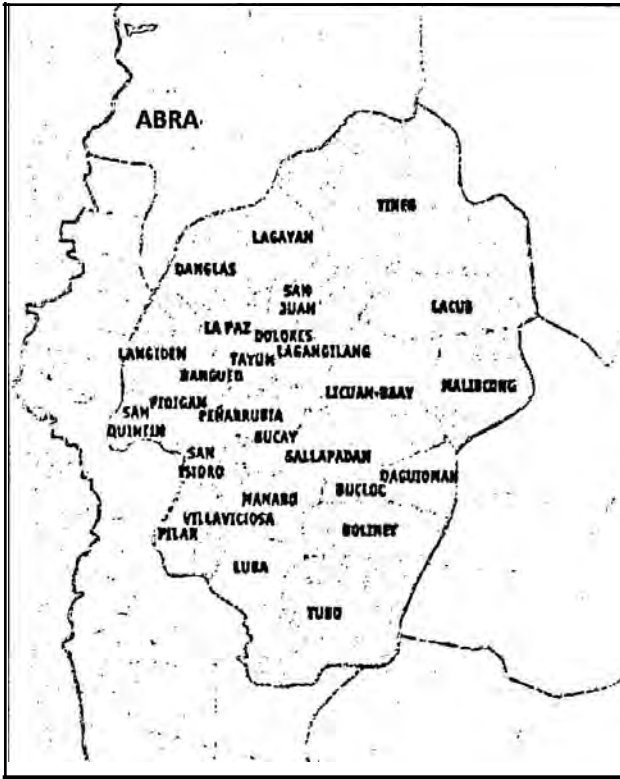 ABRA
TINEG
LAGAYAN
DANGLAS
SAN
JUAN
LACUB
LA PAZ
DOLORES
LANGIDEN
TAYUM
LAGANGILANG
BANGUED
MALIBCONG
LICUAN-BAAY
PIDIGAN
SAN
QUINTIN
PEÑARRUBIA
BUCAY
SAN
ISIDRO
SALLAPADAN
DAGUIOMAN
BUCLOC
MANABO
VILLAVICIOSA
PILAR
BOLINEY
LUBA
TUBO